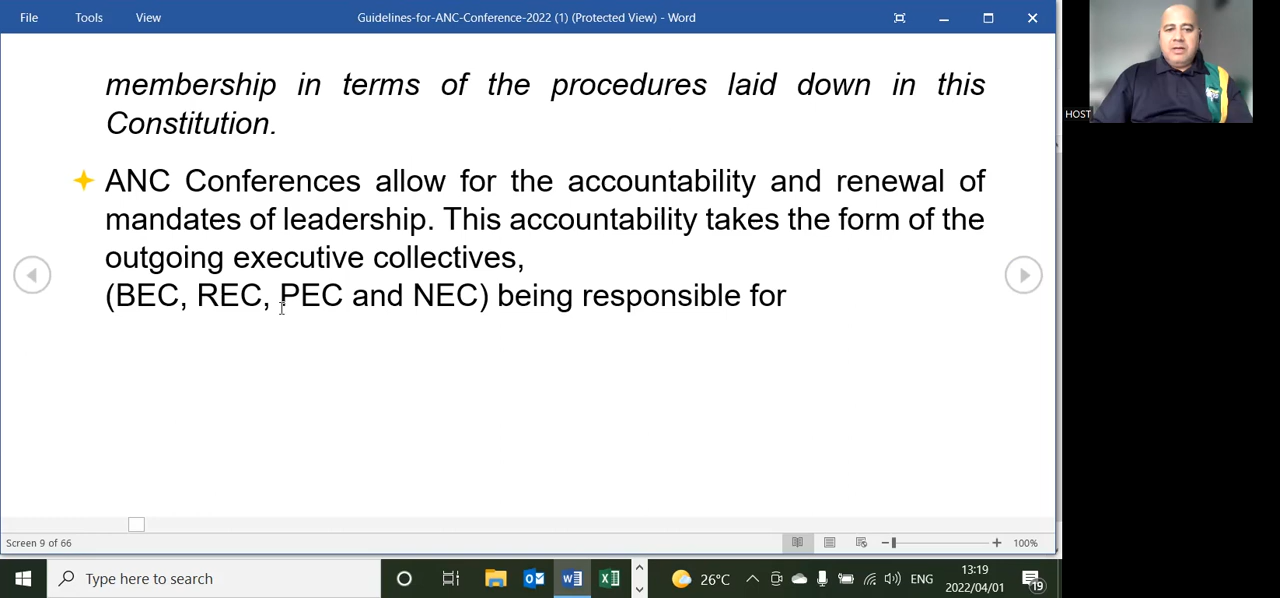 File Tools View Guidelines-for-ANC-Conference-2022 (1) (Protected View) - Word
membership in terms of the procedures laid down in this
Constitution.
ANC Conferences allow for the accountability and renewal of
mandates of leadership. This accountability takes the form of the
outgoing executive collectives,
(BEC, REC, PEC and NEC) being responsible for
HOST
Screen 9 of 66 100%
Type here to search 26°C ENG 13:19
2022/04/01 19